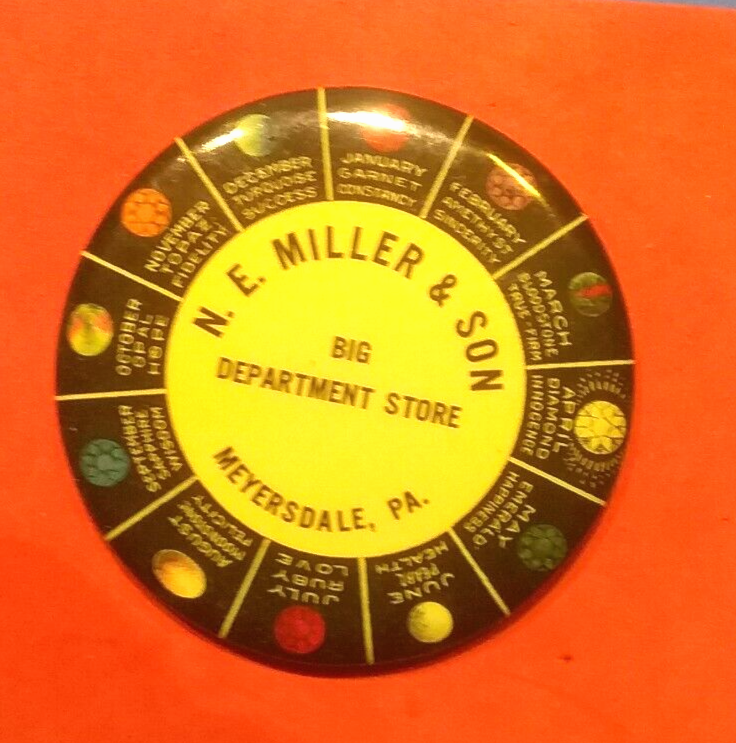 N. E. MILLER & SON
BIG
DEPARTMENT STORE
MEYERSDALE, PA.
JANUARY
GARNET
CONSTANCY
FEBRUARY
AMETHYST
SINCERITY
MARCH
BLOODSTONE
TRUE-FIRM
APRIL
DIAMOND
INNOCENCE
MAY
EMERALD
HAPPINESS
JUNE
PEARL
HEALTH
JULY
RUBY
LOVE
AUGUST
MOONSTONE
FELICITY
SEPTEMBER
SAPPHIRE
WISDOM
OCTOBER
OPAL
HOPE
NOVEMBER
TOPAZ
FIDELITY
DECEMBER
TURQUOISE
SUCCESS